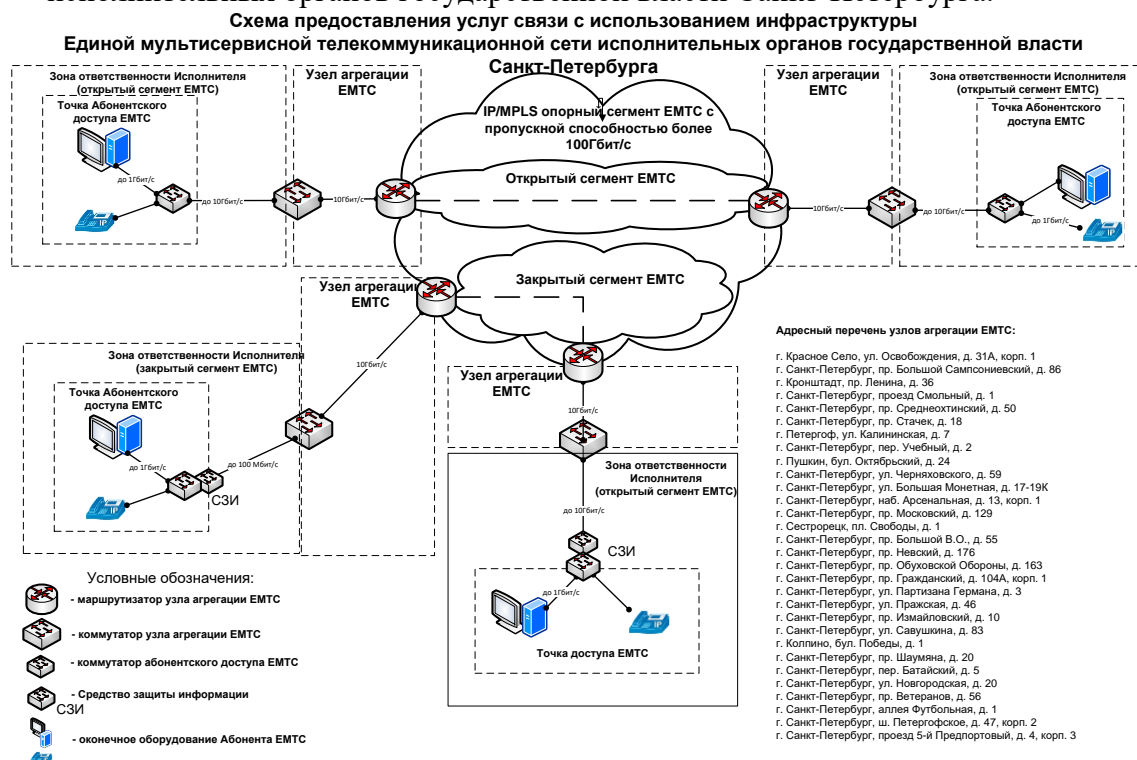 исполнительных органов государственной власти Санкт-Петербурга.
Схема предоставления услуг связи с использованием инфраструктуры
Единой мультисервисной телекоммуникационной сети исполнительных органов государственной власти
Санкт-Петербурга
Зона ответственности Исполнителя
(открытый сегмент ЕМТС)
Точка Абонентского
доступа ЕМТС
до 1Гбит/с
IP
до 10Гбит/с
Узел агрегации
ЕМТС
10Гбит/с
IP/MPLS опорный сегмент ЕМТС с
пропускной способностью более
100Гбит/с
Открытый сегмент ЕМТС
Закрытый сегмент ЕМТС
Узел агрегации
ЕМТС
10Гбит/с
Зона ответственности Исполнителя
(открытый сегмент ЕМТС)
Точка Абонентского
доступа ЕМТС
до 10Гбит/с
до 1Гбит/с
IP
Узел агрегации
ЕМТС
10Гбит/с
Зона ответственности Исполнителя
(закрытый сегмент ЕМТС)
Точка Абонентского
доступа ЕМТС
до 1Гбит/с
до 100 Мбит/с
IP
СЗИ
Узел агрегации
ЕМТС
10Гбит/с
Зона ответственности
Исполнителя
(открытый сегмент ЕМТС)
до 10Гбит/с
СЗИ
до 1Гбит/с
IP
Точка доступа ЕМТС
Условные обозначения:
- маршрутизатор узла агрегации ЕМТС
- коммутатор узла агрегации ЕМТС
- коммутатор абонентского доступа ЕМТС
- Средство защиты информации
СЗИ
- оконечное оборудование Абонента ЕМТС
Адресный перечень узлов агрегации ЕМТС:
г. Красное Село, ул. Освобождения, д. 31А, корп. 1
г. Санкт-Петербург, пр. Большой Сампсониевский, д. 86
г. Кронштадт, пр. Ленина, д. 36
г. Санкт-Петербург, проезд Смольный, д. 1
г. Санкт-Петербург, пр. Среднеохтинский, д. 50
г. Санкт-Петербург, пр. Стачек, д. 18
г. Петергоф, ул. Калининская, д. 7
г. Санкт-Петербург, пер. Учебный, д. 2
г. Пушкин, бул. Октябрьский, д. 24
г. Санкт-Петербург, ул. Черняховского, д. 59
г. Санкт-Петербург, ул. Большая Монетная, д. 17-19К
г. Санкт-Петербург, наб. Арсенальная, д. 13, корп. 1
г. Санкт-Петербург, пр. Московский, д. 129
г. Сестрорецк, пл. Свободы, д. 1
г. Санкт-Петербург, пр. Большой В.О., д. 55
г. Санкт-Петербург, пр. Невский, д. 176
г. Санкт-Петербург, пр. Обуховской Обороны, д. 163
г. Санкт-Петербург, пр. Гражданский, д. 104А, корп. 1
г. Санкт-Петербург, ул. Партизана Германа, д. 3
г. Санкт-Петербург, ул. Пражская, д. 46
г. Санкт-Петербург, пр. Измайловский, д. 10
г. Санкт-Петербург, ул. Савушкина, д. 83
г. Колпино, бул. Победы, д. 1
г. Санкт-Петербург, пр. Шаумяна, д. 20
г. Санкт-Петербург, пер. Батайский, д. 5
г. Санкт-Петербург, ул. Новгородская, д. 20
г. Санкт-Петербург, пр. Ветеранов, д. 56
г. Санкт-Петербург, аллея Футбольная, д. 1
г. Санкт-Петербург, ш. Петергофское, д. 47, корп. 2
г. Санкт-Петербург, проезд 5-й Предпортовый, д. 4, корп. 3